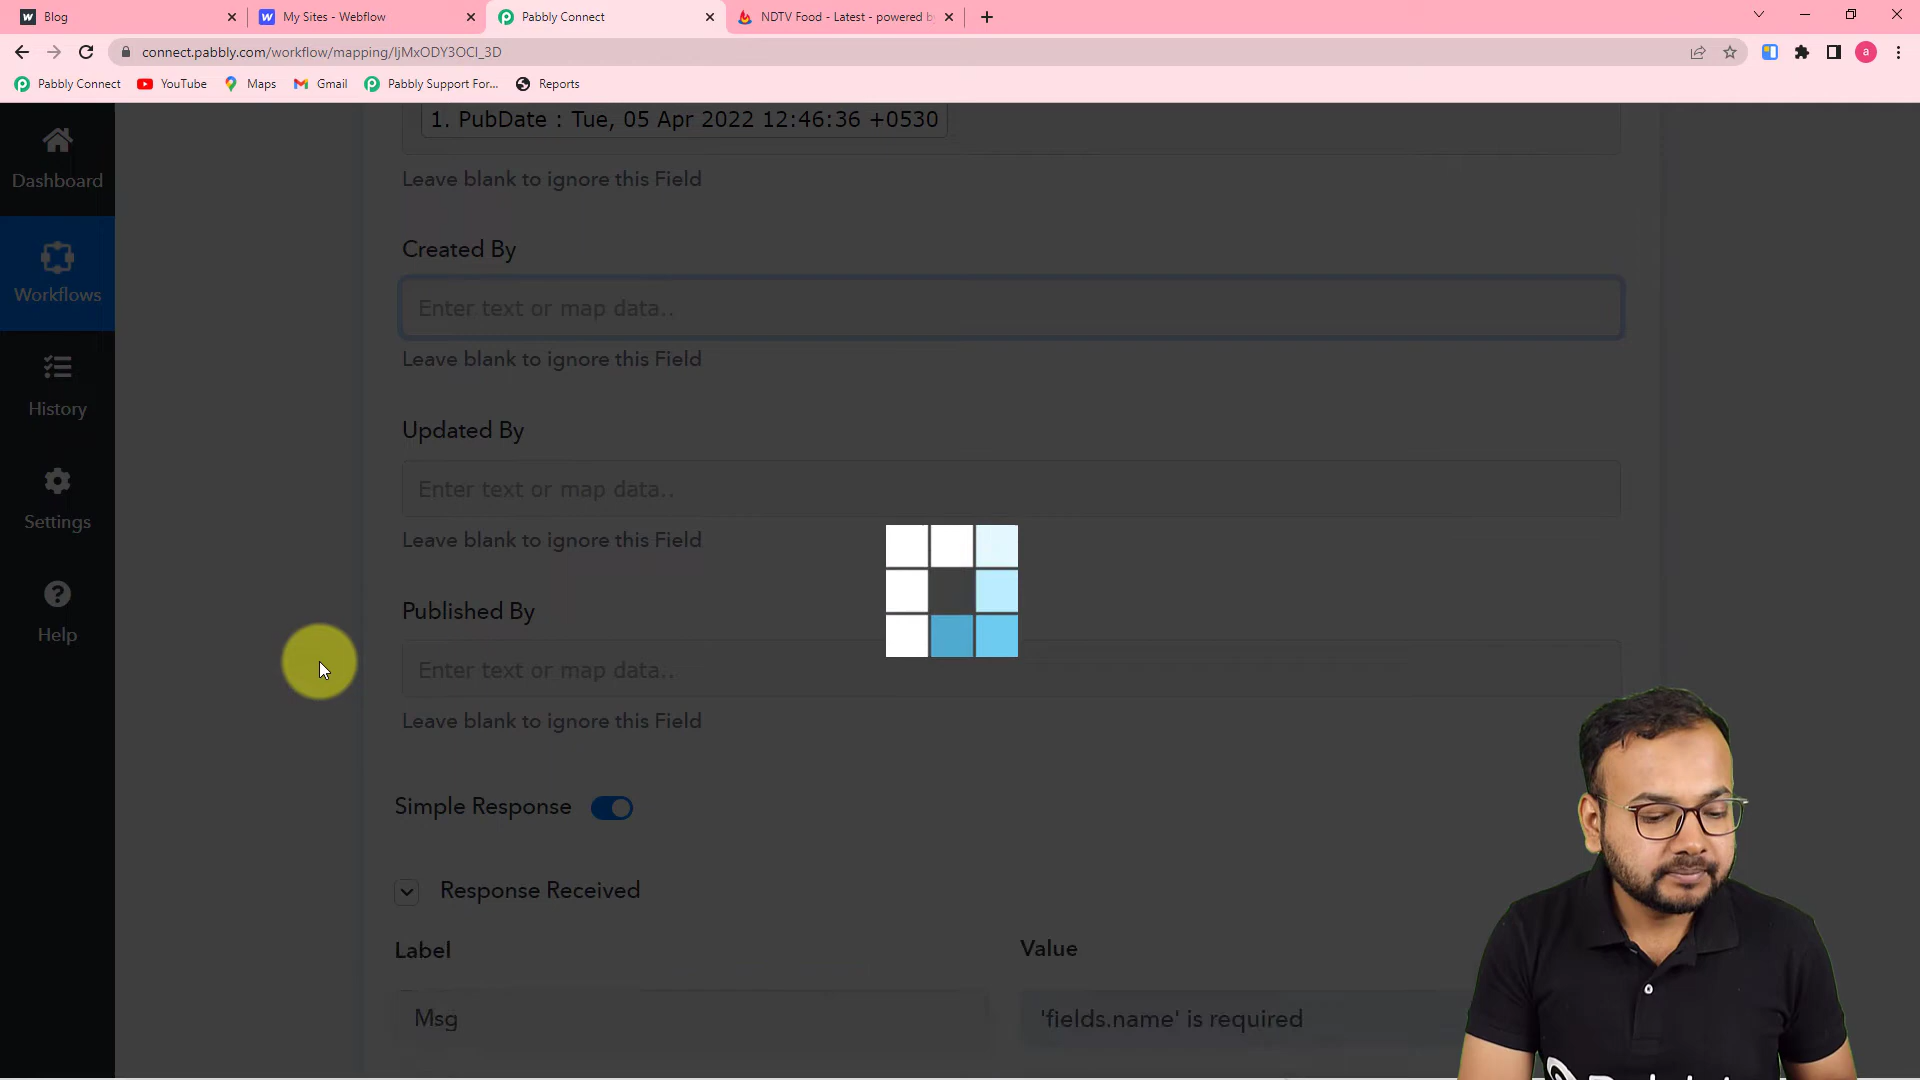 Blog
My Sites - Webflow
Pabbly Connect
NDTV Food - Latest - powered by
connect.pabbly.com/workflow/mapping/IjMxODY3OCI_3D
a
Pabbly Connect
YouTube
Maps
Gmail
Pabbly Support For...
Reports
Dashboard
Workflows
History
Settings
Help
1. PubDate : Tue, 05 Apr 2022 12:46:36 +0530
Leave blank to ignore this Field
Created By
Enter text or map data..
Leave blank to ignore this Field
Updated By
Enter text or map data..
Leave blank to ignore this Field
Published By
Enter text or map data..
Leave blank to ignore this Field
Simple Response
Response Received
Label
Value
Msg
'fields.name' is required